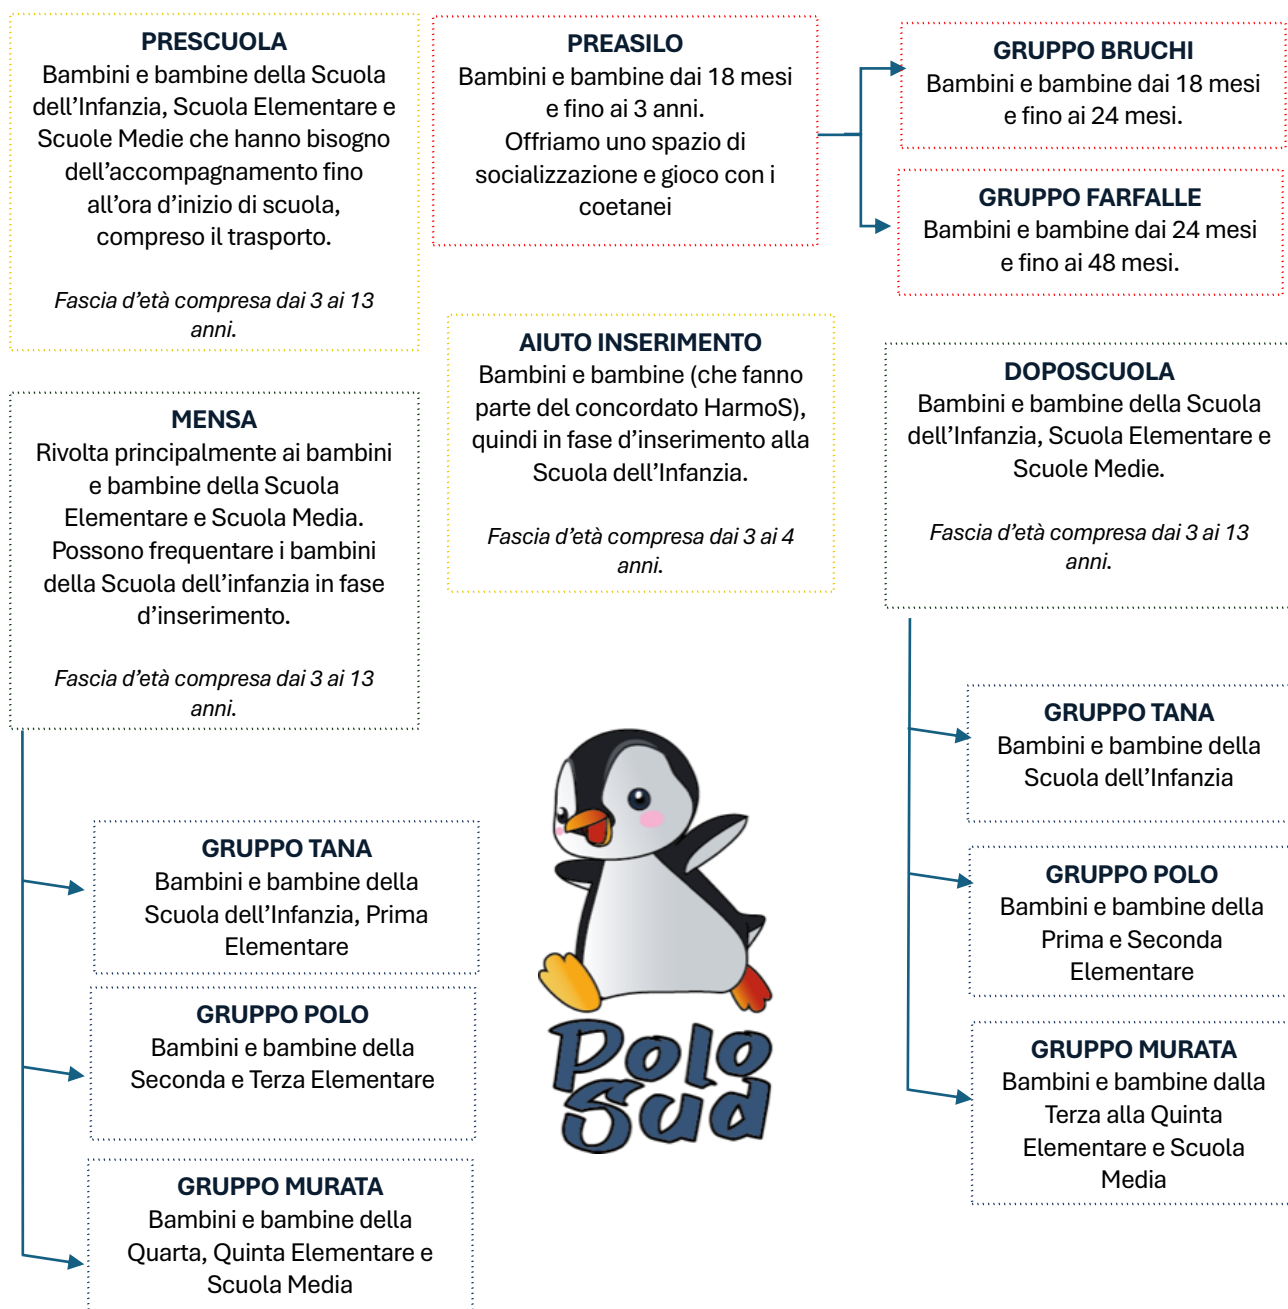 PRESCUOLA
Bambini e bambine della Scuola
dell’Infanzia, Scuola Elementare e
Scuole Medie che hanno bisogno
dell’accompagnamento fino
all’ora d’inizio di scuola,
compreso il trasporto.
Fascia d’età compresa dai 3 ai 13
anni.
PREASILO
Bambini e bambine dai 18 mesi
e fino ai 3 anni.
Offriamo uno spazio di
socializzazione e gioco con i
coetanei
GRUPPO BRUCHI
Bambini e bambine dai 18 mesi
e fino ai 24 mesi.
GRUPPO FARFALLE
Bambini e bambine dai 24 mesi
e fino ai 48 mesi.
AIUTO INSERIMENTO
Bambini e bambine (che fanno
parte del concordato HarmoS),
quindi in fase d’inserimento alla
Scuola dell’Infanzia.
Fascia d’età compresa dai 3 ai 4
anni.
MENSA
Rivolta principalmente ai bambini
e bambine della Scuola
Elementare e Scuola Media.
Possono frequentare i bambini
della Scuola dell’infanzia in fase
d’inserimento.
Fascia d’età compresa dai 3 ai 13
anni.
GRUPPO TANA
Bambini e bambine della
Scuola dell’Infanzia, Prima
Elementare
GRUPPO POLO
Bambini e bambine della
Seconda e Terza Elementare
GRUPPO MURATA
Bambini e bambine della
Quarta, Quinta Elementare e
Scuola Media
Polo
Sud
DOPOSCUOLA
Bambini e bambine della Scuola
dell’Infanzia, Scuola Elementare e
Scuole Medie.
Fascia d’età compresa dai 3 ai 13
anni.
GRUPPO TANA
Bambini e bambine della
Scuola dell’Infanzia
GRUPPO POLO
Bambini e bambine della
Prima e Seconda
Elementare
GRUPPO MURATA
Bambini e bambine dalla
Terza alla Quinta
Elementare e Scuola
Media